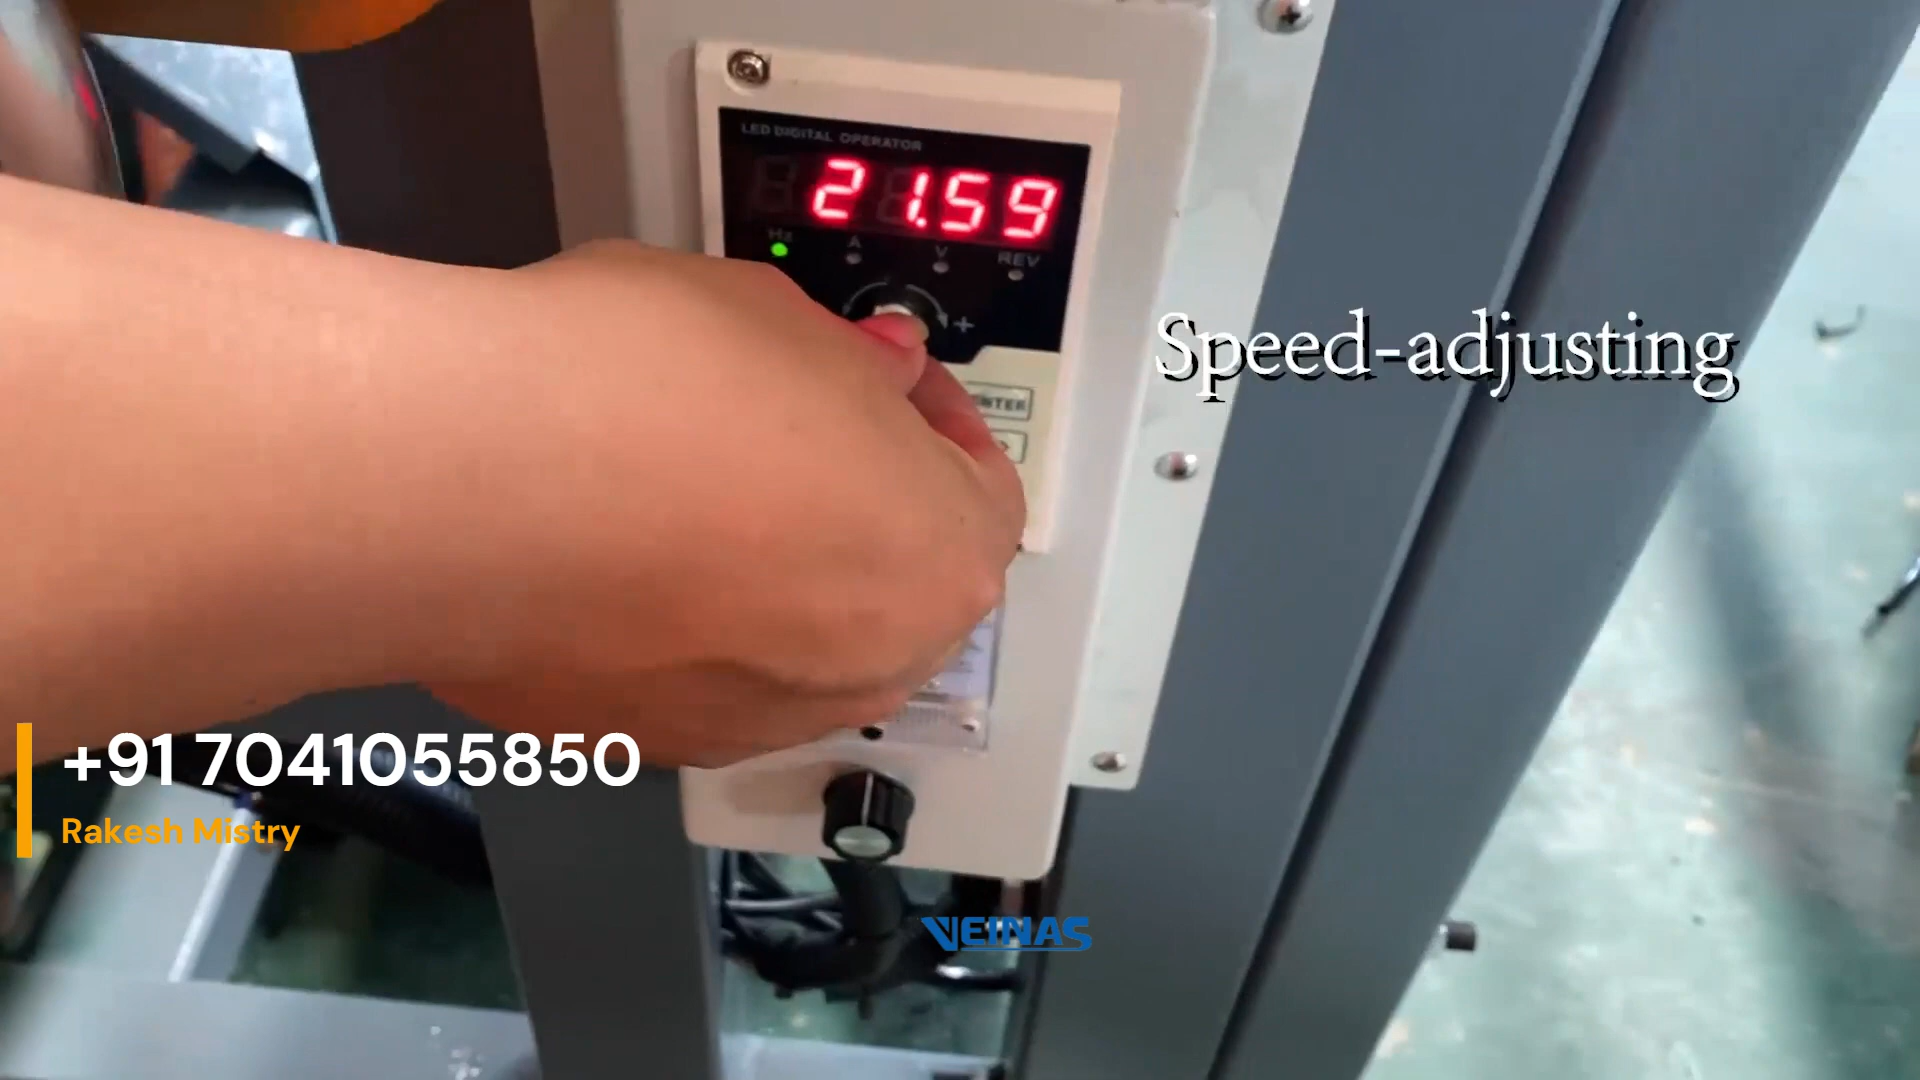 LED DIGITAL OPERATOR
21.59
Hz A V REV
+
Speed-adjusting
+91 7041055850
Rakesh Mistry
VEINAS